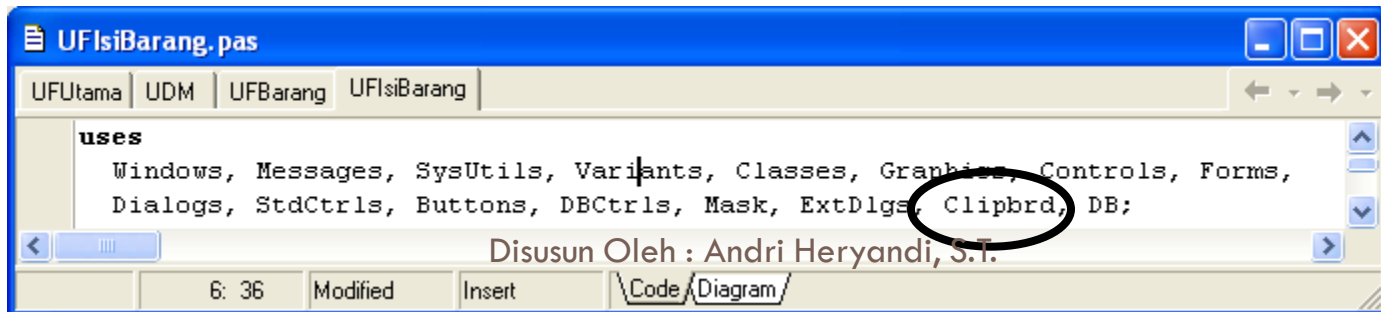 UFIsiBarang.pas
UFUtama UDM UFBarang UFIsiBarang
uses
Windows, Messages, SysUtils, Variants, Classes, Graphics, Controls, Forms,
Dialogs, StdCtrls, Buttons, DBCtrls, Mask, ExtDlgs, Clipbrd, DB;
Disusun Oleh : Andri Heryandi, S.T.
6: 36 Modified Insert Code Diagram